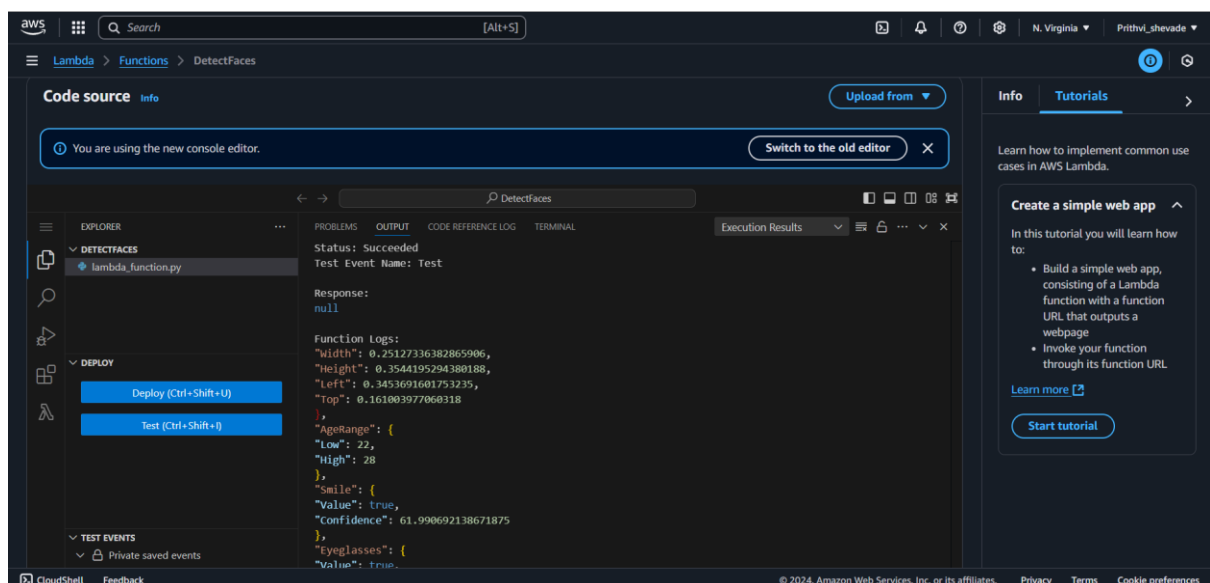 aws
Search
[Alt+S]
N. Virginia ▼
Prithvi_shevade ▼
Lambda > Functions > DetectFaces
Code source Info
Upload from ▼
You are using the new console editor.
Switch to the old editor
DetectFaces
EXPLORER
DETECTFACES
lambda_function.py
DEPLOY
Deploy (Ctrl+Shift+U)
Test (Ctrl+Shift+I)
TEST EVENTS
Private saved events
PROBLEMS OUTPUT CODE REFERENCE LOG TERMINAL
Execution Results
Status: Succeeded
Test Event Name: Test
Response:
null
Function Logs:
"Width": 0.25127336382865906,
"Height": 0.3544195294380188,
"Left": 0.3453691601753235,
"Top": 0.161003977060318
},
"AgeRange": {
"Low": 22,
"High": 28
},
"Smile": {
"Value": true,
"Confidence": 61.990692138671875
},
"Eyeglasses": {
"Value": true,
Info
Tutorials
Learn how to implement common use
cases in AWS Lambda.
Create a simple web app
In this tutorial you will learn how
to:
• Build a simple web app,
consisting of a Lambda
function with a function
URL that outputs a
webpage
• Invoke your function
through its function URL
Learn more
Start tutorial
CloudShell Feedback
© 2024, Amazon Web Services, Inc. or its affiliates.
Privacy Terms Cookie preferences